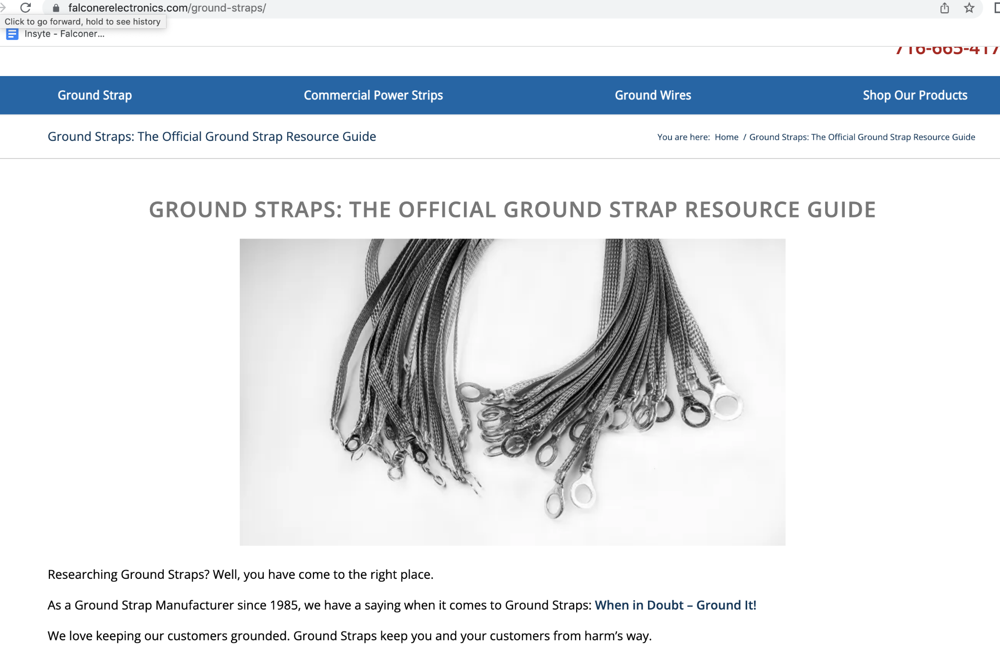 falconerelectronics.com/ground-straps/
Click to go forward, hold to see history
Insyte - Falconer...
Ground Strap
Commercial Power Strips
Ground Wires
Shop Our Products
Ground Straps: The Official Ground Strap Resource Guide
You are here: Home / Ground Straps: The Official Ground Strap Resource Guide
GROUND STRAPS: THE OFFICIAL GROUND STRAP RESOURCE GUIDE
Researching Ground Straps? Well, you have come to the right place.
As a Ground Strap Manufacturer since 1985, we have a saying when it comes to Ground Straps: When in Doubt – Ground It!
We love keeping our customers grounded. Ground Straps keep you and your customers from harm’s way.